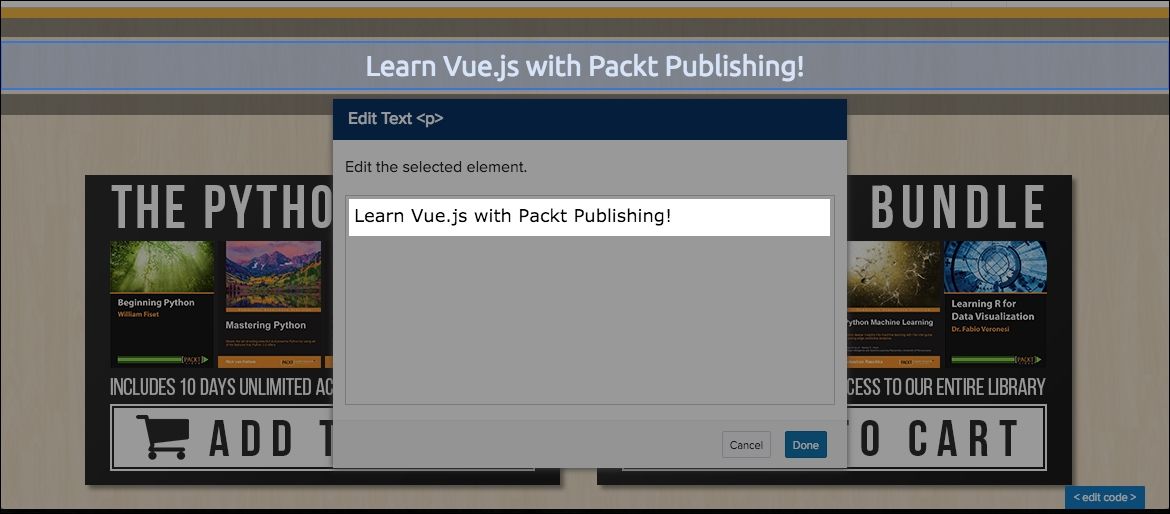 Learn Vue.js with Packt Publishing!
Edit Text <p>
Edit the selected element.
Learn Vue.js with Packt Publishing!
THE PYTHO
BUNDLE
Beginning Python
William Fiset
Mastering Python
PACKT
Python Machine Learning
Learning R for
Data Visualization
Dr. Fabio Veronesi
PACKT
INCLUDES 10 DAYS UNLIMITED AC
CESS TO OUR ENTIRE LIBRARY
ADD T
O CART
Cancel
Done
< edit code >